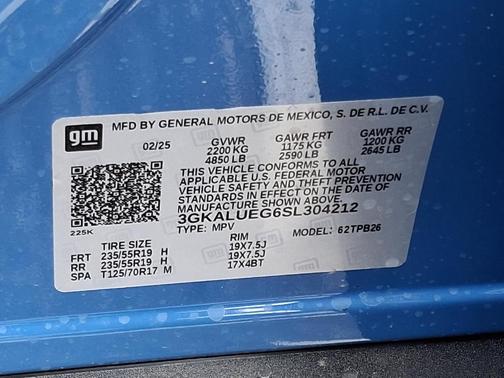 gm
MFD BY GENERAL MOTORS DE MEXICO, S. DE R.L. DE C.V.
02/25 GVWR GAWR FRT GAWR RR
2200 KG 1175 KG 1200 KG
4850 LB 2590 LB 2645 LB
THIS VEHICLE CONFORMS TO ALL
APPLICABLE U.S. FEDERAL MOTOR
VEHICLE SAFETY AND THEFT PREVENTION
STANDARDS IN EFFECT ON THE DATE OF
MANUFACTURE SHOWN ABOVE.
3GKALUEG6SL304212
225K TYPE: MPV MODEL: 62TPB26
TIRE SIZE RIM
FRT 235/55R19 H 19X7.5J
RR 235/55R19 H 19X7.5J
SPA T125/70R17 M 17X4BT